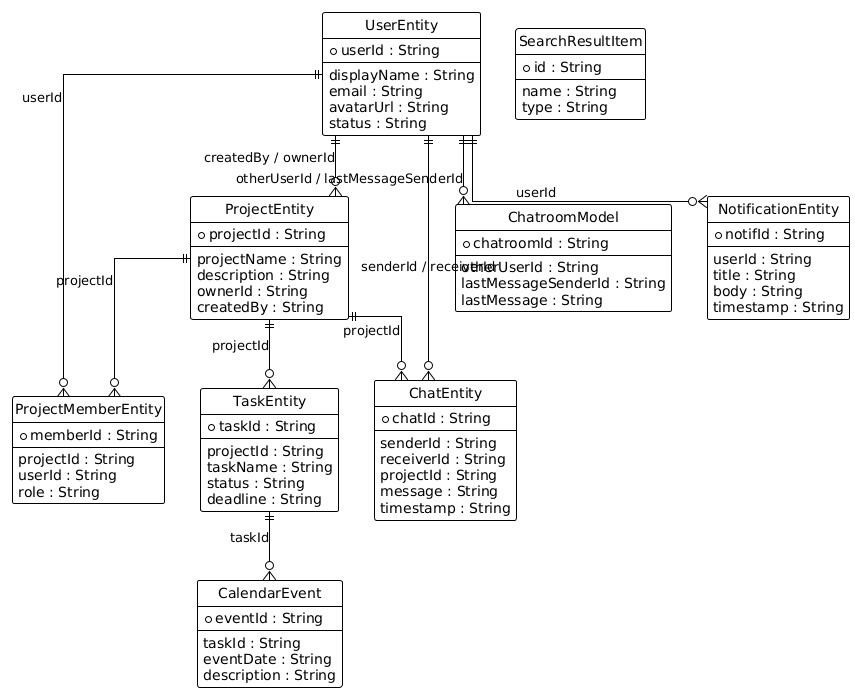 UserEntity
userId : String
displayName : String
email : String
avatarUrl : String
status : String
SearchResultItem
id : String
name : String
type : String
userId
createdBy / ownerId
otherUserId / lastMessageSenderId
userId
ProjectEntity
projectId : String
projectName : String
description : String
ownerId : String
createdBy : String
ChatroomModel
chatroomId : String
otherUserId : String
lastMessageSenderId : String
lastMessage : String
NotificationEntity
notifId : String
userId : String
title : String
body : String
timestamp : String
senderId / receiverId
projectId
projectId
projectId
ProjectMemberEntity
memberId : String
projectId : String
userId : String
role : String
TaskEntity
taskId : String
projectId : String
taskName : String
status : String
deadline : String
ChatEntity
chatId : String
senderId : String
receiverId : String
projectId : String
message : String
timestamp : String
taskId
CalendarEvent
eventId : String
taskId : String
eventDate : String
description : String